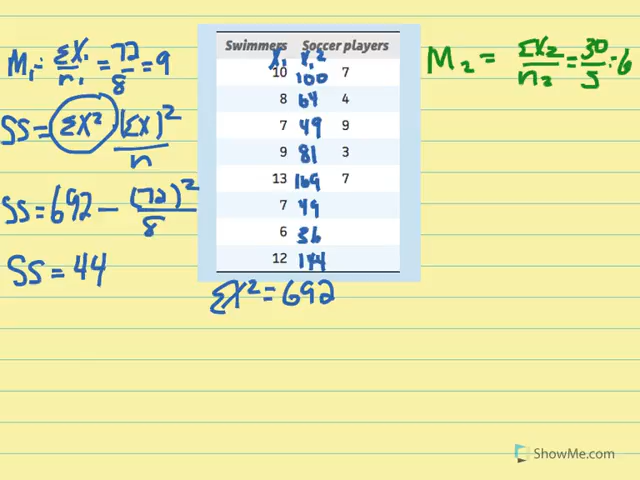 M₁ = ΣX₁/n₁ = 72/8 = 9
SS = ΣX² (ΣX)²/n
SS = 692 − (72)²/8
SS = 44
Swimmers Soccer players
X₁ X₁²
10 100 7
8 64 4
7 49 9
9 81 3
13 169 7
7 49
6 36
12 144
ΣX² = 692
M₂ = ΣX₂/n₂ = 30/5 = 6
ShowMe.com